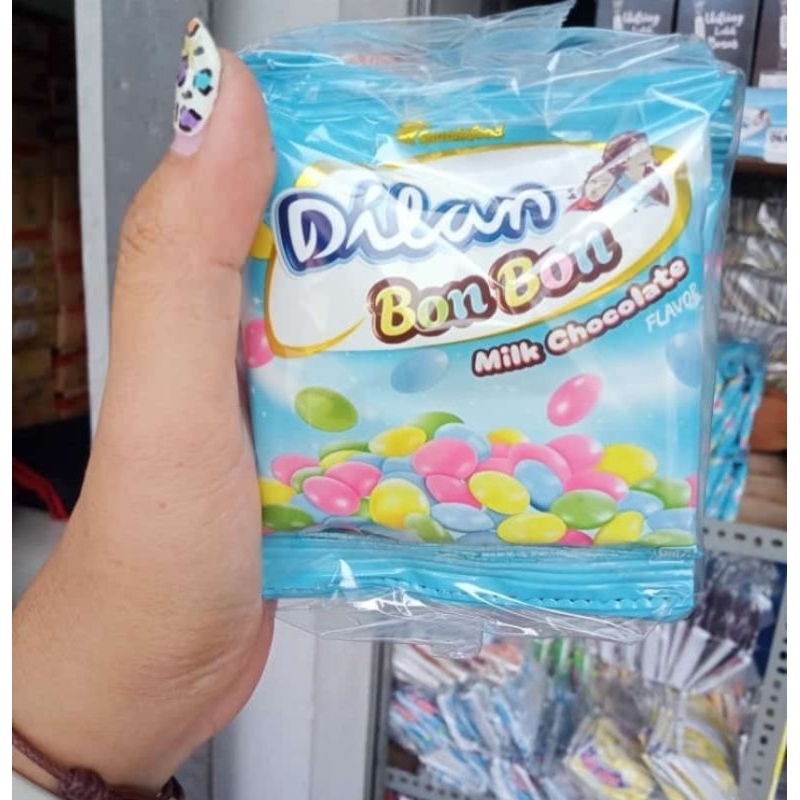 Dilan
Bon Bon
Milk Chocolate
FLAVOR